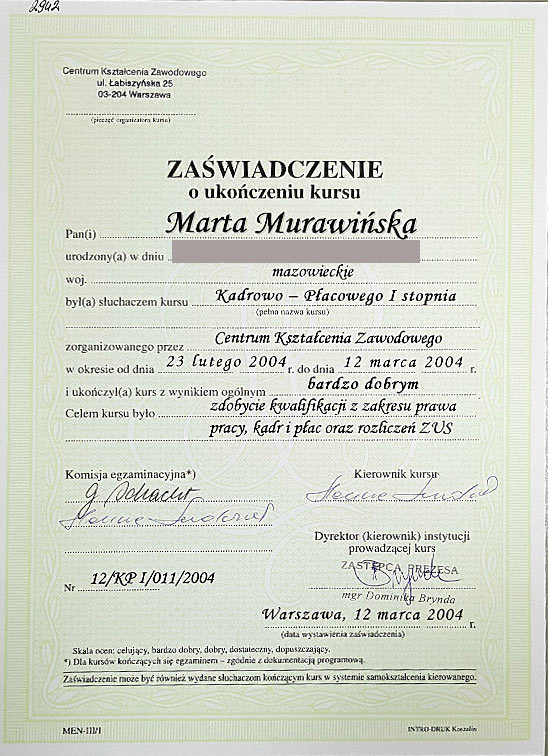 2942
Centrum Kształcenia Zawodowego
ul. Łabiszyńska 25
03-204 Warszawa
(pieczęć organizatora kursu)
ZAŚWIADCZENIE
o ukończeniu kursu
Pan(i) Marta Murawińska
urodzony(a) w dniu
woj. mazowieckie
był(a) słuchaczem kursu Kadrowo – Płacowego I stopnia
(pełna nazwa kursu)
zorganizowanego przez Centrum Kształcenia Zawodowego
w okresie od dnia 23 lutego 2004 r. do dnia 12 marca 2004 r.
i ukończył(a) kurs z wynikiem ogólnym bardzo dobrym
Celem kursu było zdobycie kwalifikacji z zakresu prawa
pracy, kadr i płac oraz rozliczeń ZUS
Komisja egzaminacyjna*)
Kierownik kursu
Dyrektor (kierownik) instytucji
prowadzącej kurs
ZASTĘPCA PREZESA
mgr Dominika Brynda
Nr 12/KP I/011/2004
Warszawa, 12 marca 2004 r.
(data wystawienia zaświadczenia)
Skala ocen: celujący, bardzo dobry, dobry, dostateczny, dopuszczający.
*) Dla kursów kończących się egzaminem – zgodnie z dokumentacją programową.
Zaświadczenie może być również wydane słuchaczom kończącym kurs w systemie samokształcenia kierowanego.
MEN-III/1
INTRO-DRUK Koszalin